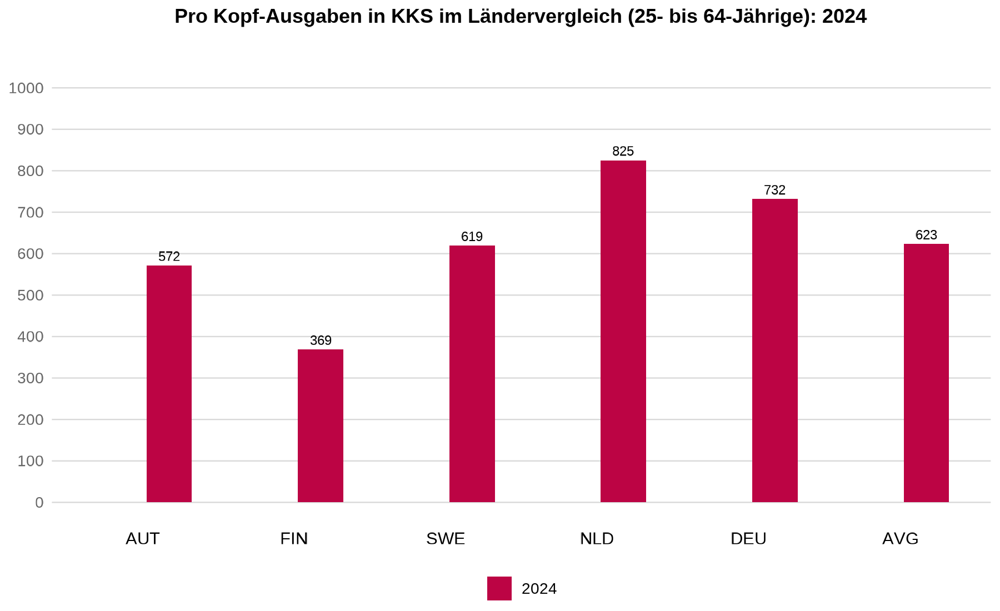 Pro Kopf-Ausgaben in KKS im Ländervergleich (25- bis 64-Jährige): 2024
1000
900
800
700
600
500
400
300
200
100
0
572
369
619
825
732
623
AUT
FIN
SWE
NLD
DEU
AVG
2024